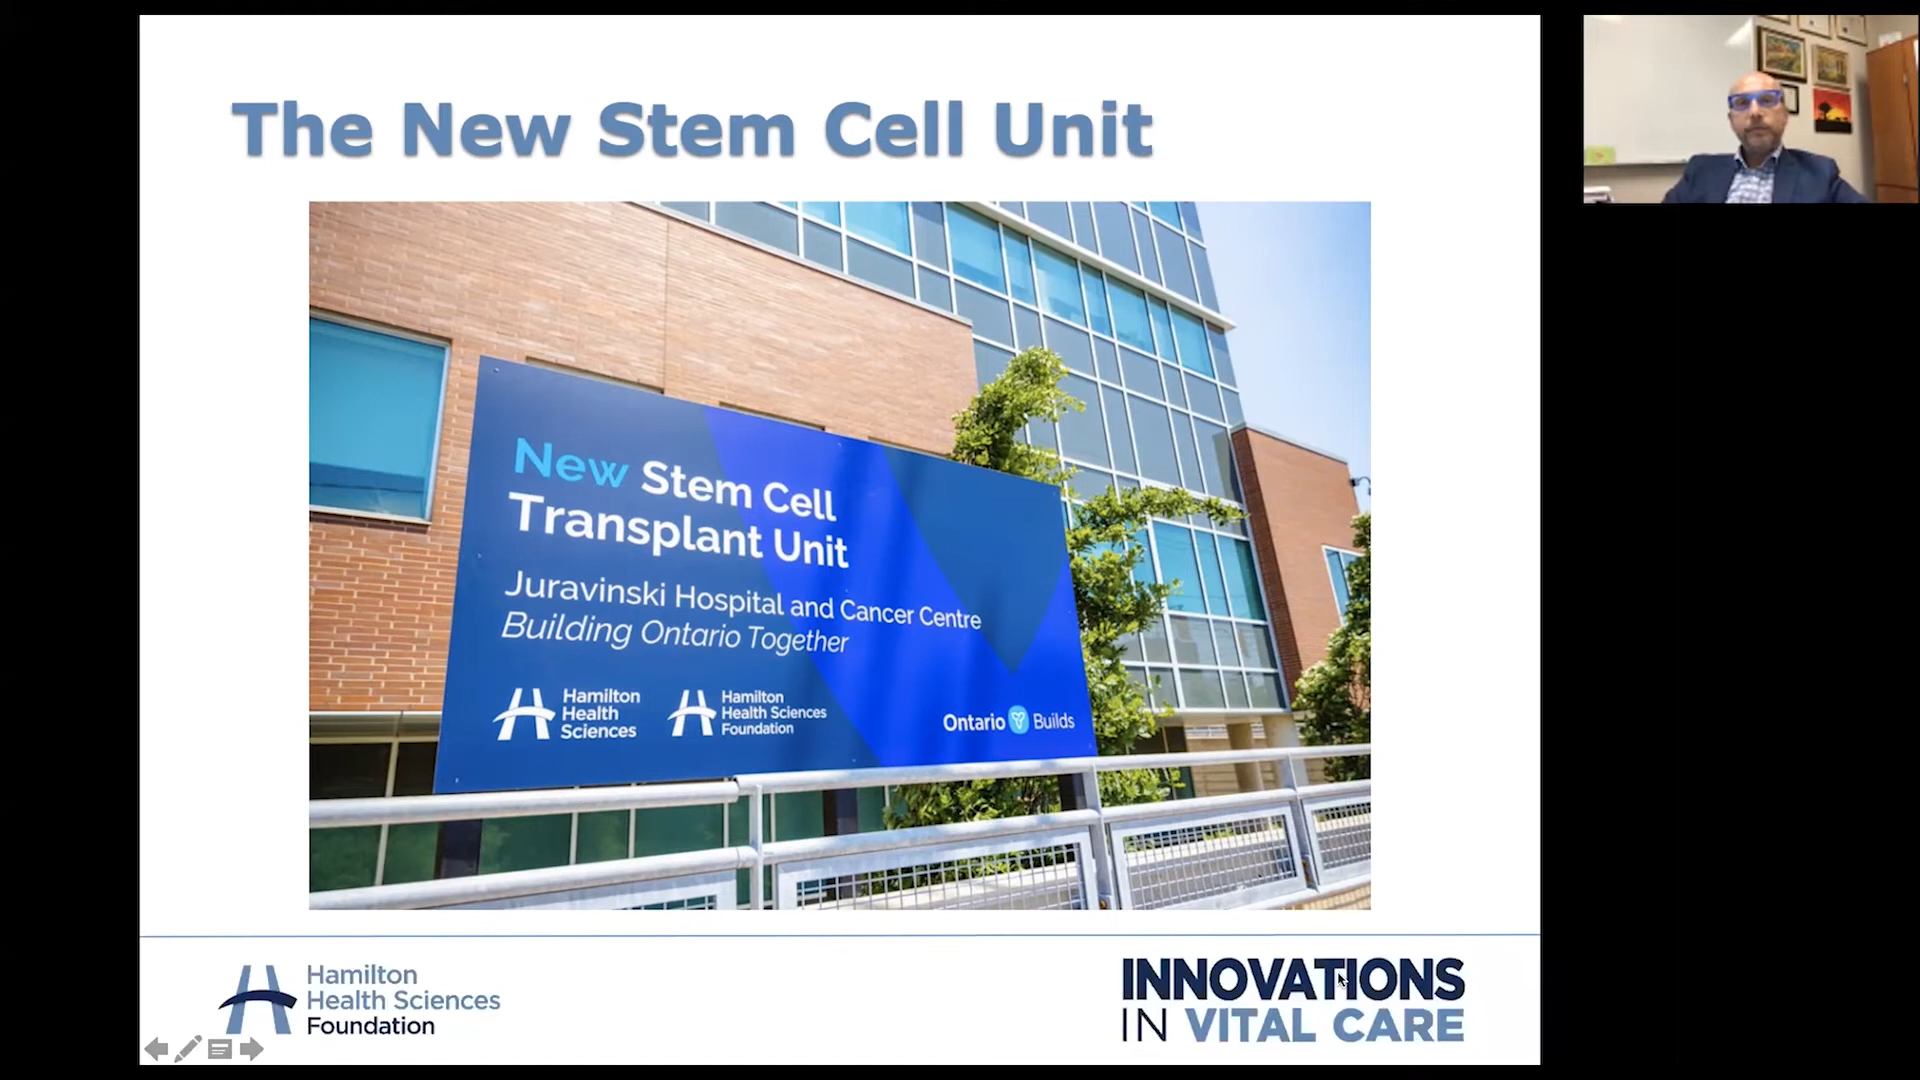 The New Stem Cell Unit
New Stem Cell
Transplant Unit
Juravinski Hospital and Cancer Centre
Building Ontario Together
Hamilton
Health
Sciences
Hamilton
Health Sciences
Foundation
Ontario Builds
Hamilton
Health Sciences
Foundation
INNOVATIONS
IN VITAL CARE